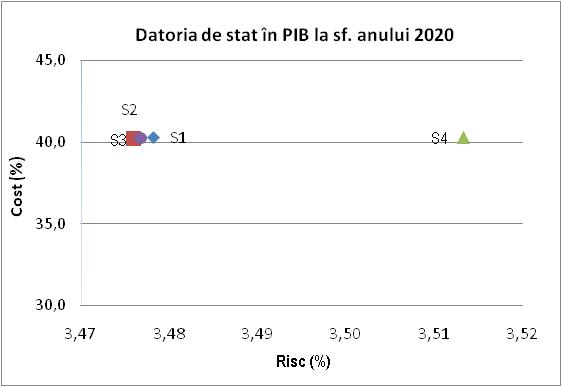 Datoria de stat în PIB la sf. anului 2020
45,0
40,0
35,0
30,0
Cost (%)
S2
S3
S1
S4
3,47 3,48 3,49 3,50 3,51 3,52
Risc (%)